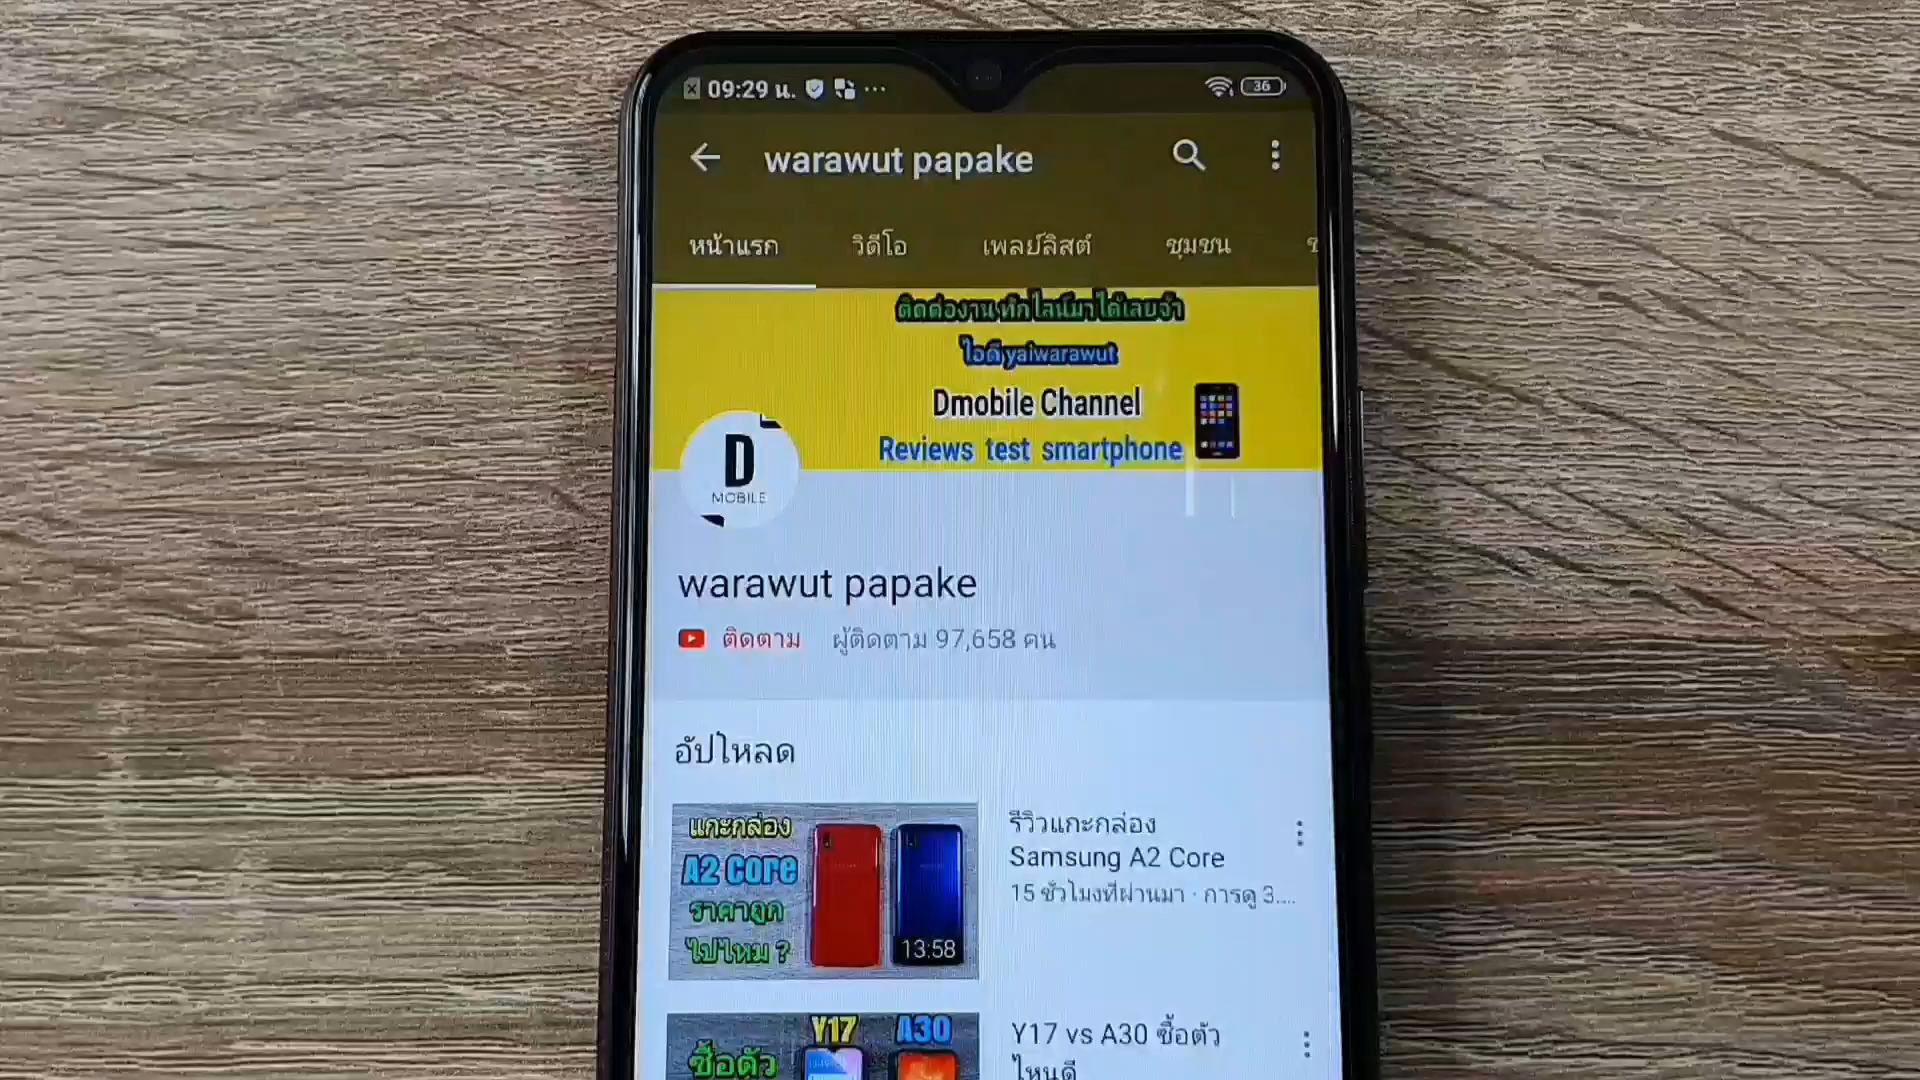 09:29 น.
36
warawut papake
หน้าแรก วิดีโอ เพลย์ลิสต์ ชุมชน
ติดต่องาน ทักไลน์มาได้เลยจ้า
ไอดี yaiwarawut
Dmobile Channel
Reviews test smartphone
D
MOBILE
warawut papake
ติดตาม ผู้ติดตาม 97,658 คน
อัปโหลด
แกะกล่อง
A2 Core
ราคาถูก
ไปไหม ?
13:58
รีวิวแกะกล่อง
Samsung A2 Core
15 ชั่วโมงที่ผ่านมา · การดู 3....
Y17 A30
ซื้อตัว
Y17 vs A30 ซื้อตัว
ไหนดี